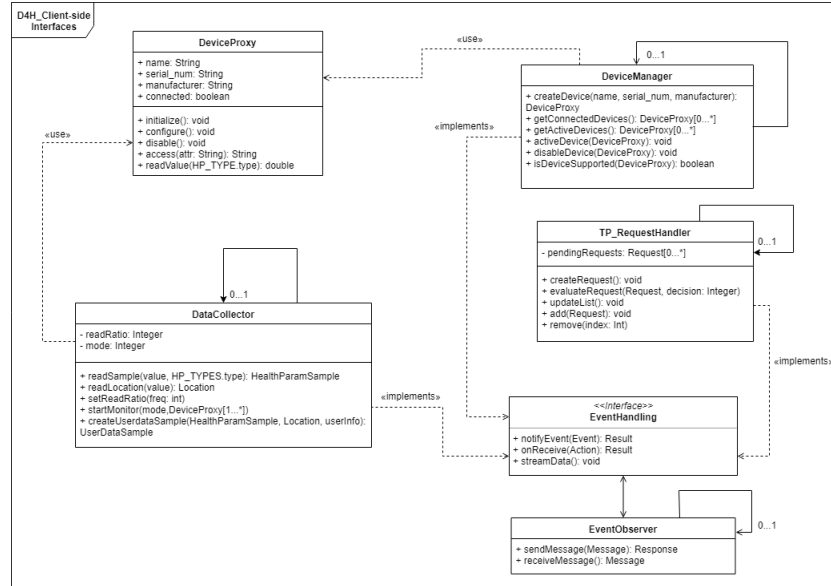 D4H_Client-side
Interfaces
DeviceProxy
+ name: String
+ serial_num: String
+ manufacturer: String
+ connected: boolean
+ initialize(): void
+ configure(): void
+ disable(): void
+ access(attr: String): String
+ readValue(HP_TYPE.type): double
«use»
0...1
DeviceManager
+ createDevice(name, serial_num, manufacturer):
DeviceProxy
+ getConnectedDevices(): DeviceProxy[0...*]
+ getActiveDevices(): DeviceProxy[0...*]
+ activeDevice(DeviceProxy): void
+ disableDevice(DeviceProxy): void
+ isDeviceSupported(DeviceProxy): boolean
«use»
«implements»
TP_RequestHandler
0...1
- pendingRequests: Request[0...*]
+ createRequest(): void
+ evaluateRequest(Request, decision: Integer)
+ updateList(): void
+ add(Request): void
+ remove(index: Int)
0...1
DataCollector
- readRatio: Integer
- mode: Integer
+ readSample(value, HP_TYPES.type): HealthParamSample
+ readLocation(value): Location
+ setReadRatio(freq: int)
+ startMonitor(mode,DeviceProxy[1...*])
+ createUserdataSample(HealthParamSample, Location, userInfo):
UserDataSample
«implements»
«implements»
<<Interface>>
EventHandling
+ notifyEvent(Event): Result
+ onReceive(Action): Result
+ streamData(): void
EventObserver
0...1
+ sendMessage(Message): Response
+ receiveMessage(): Message